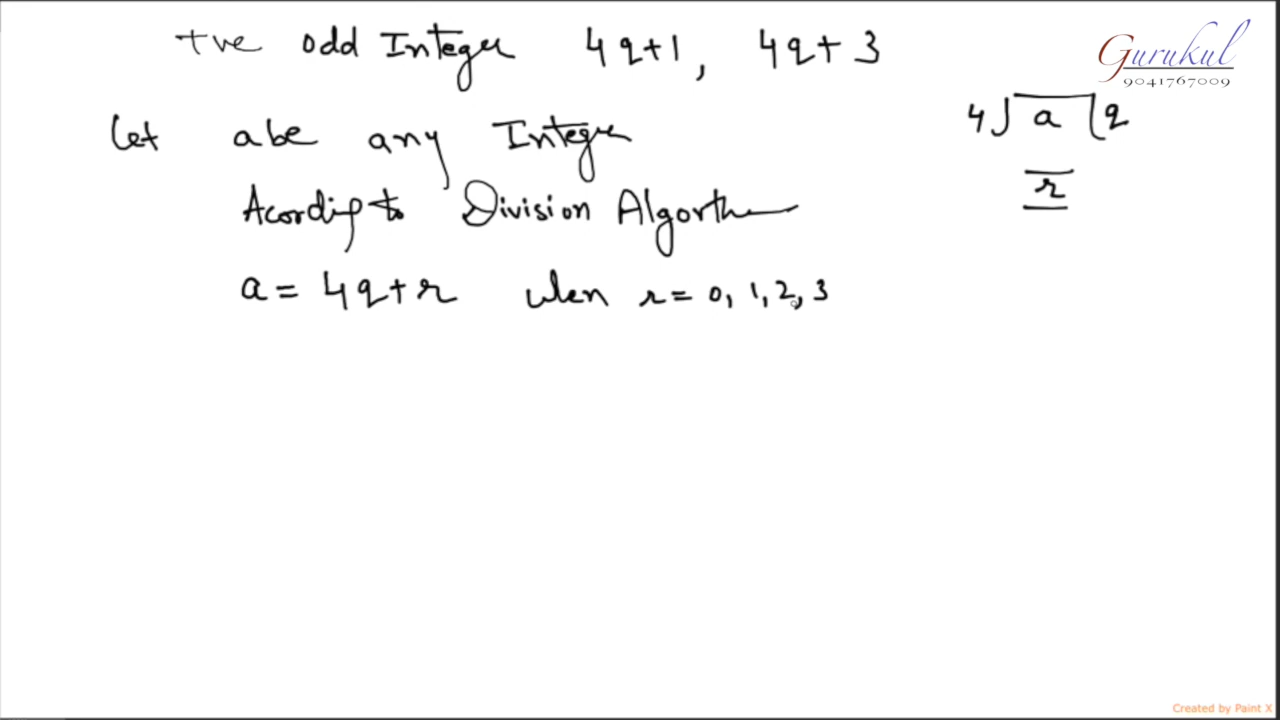 +ve odd Integer 4q+1, 4q+3
Gurukul
9041767009
4) a (q
r
Let a be any Integer
Acording to Division Algorthm
a = 4q+r when r = 0, 1, 2, 3
Created by Paint X